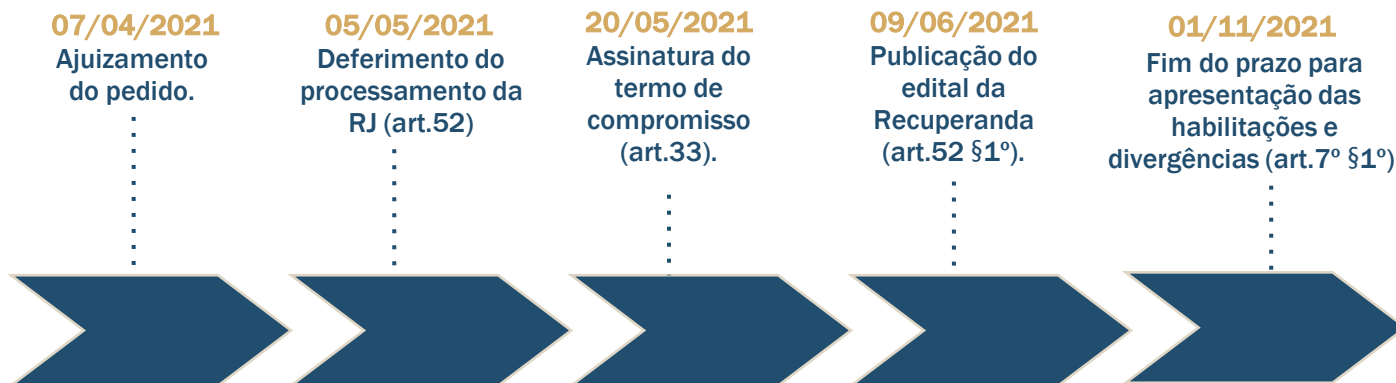 07/04/2021
Ajuizamento
do pedido.
05/05/2021
Deferimento do
processamento da
RJ (art.52)
20/05/2021
Assinatura do
termo de
compromisso
(art.33).
09/06/2021
Publicação do
edital da
Recuperanda
(art.52 §1º).
01/11/2021
Fim do prazo para
apresentação das
habilitações e
divergências (art.7º §1º)